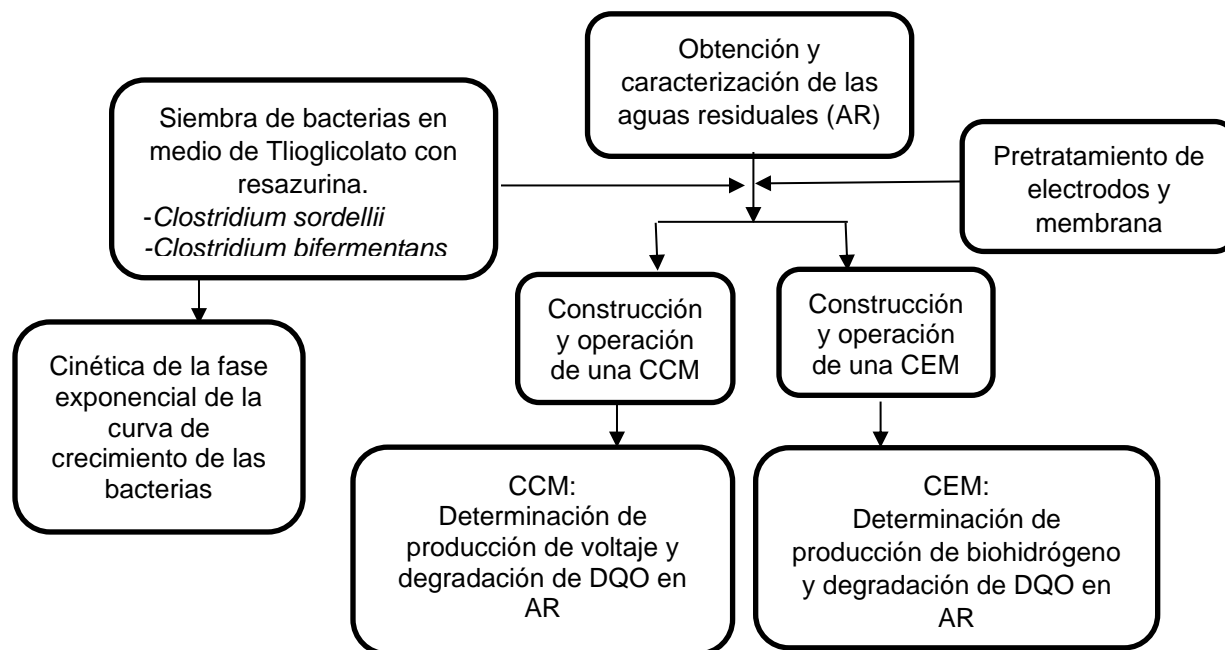 Obtención y
caracterización de las
aguas residuales (AR)
Siembra de bacterias en
medio de Tlioglicolato con
resazurina.
-Clostridium sordellii
-Clostridium bifermentans
Pretratamiento de
electrodos y
membrana
Construcción
y operación
de una CCM
Construcción
y operación
de una CEM
Cinética de la fase
exponencial de la
curva de
crecimiento de las
bacterias
CCM:
Determinación de
producción de voltaje y
degradación de DQO en
AR
CEM:
Determinación de
producción de biohidrógeno
y degradación de DQO en
AR